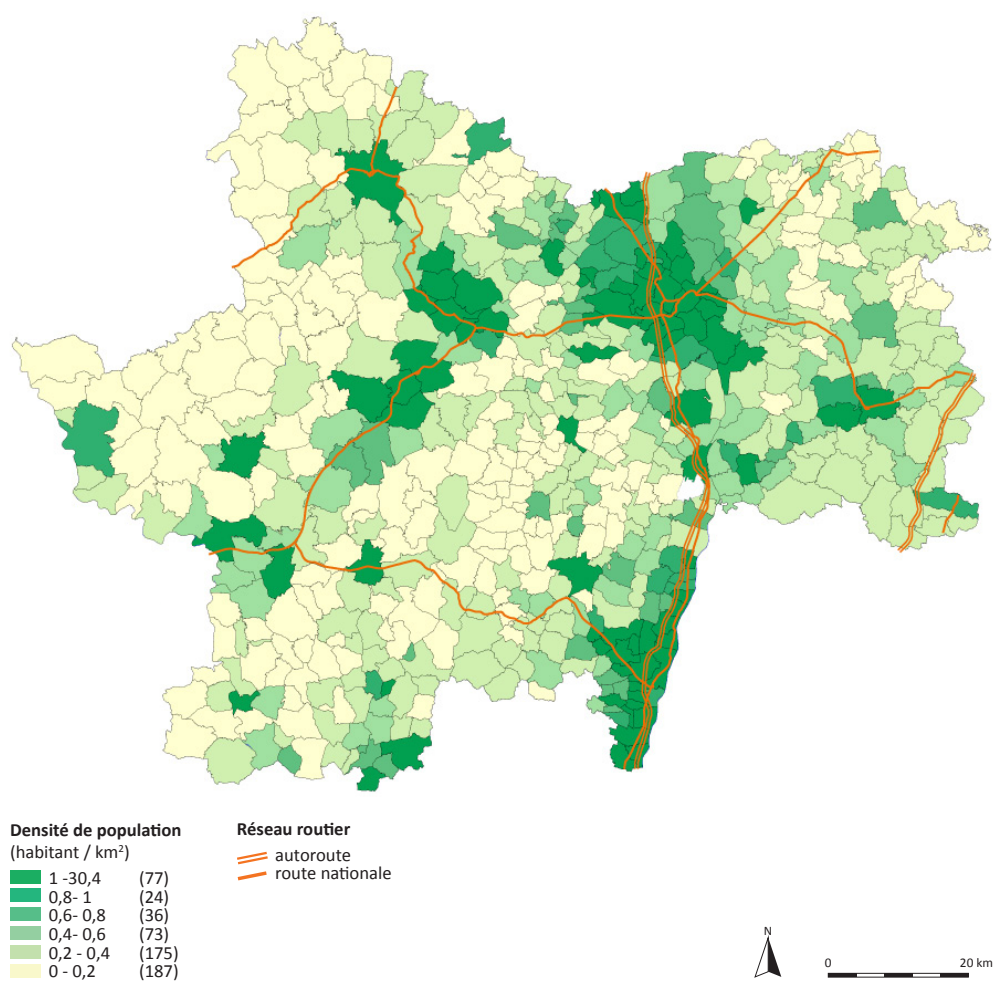 Densité de population
(habitant / km²)
1 -30,4 (77)
0,8- 1 (24)
0,6- 0,8 (36)
0,4- 0,6 (73)
0,2 - 0,4 (175)
0 - 0,2 (187)
Réseau routier
autoroute
route nationale
N
0 20 km